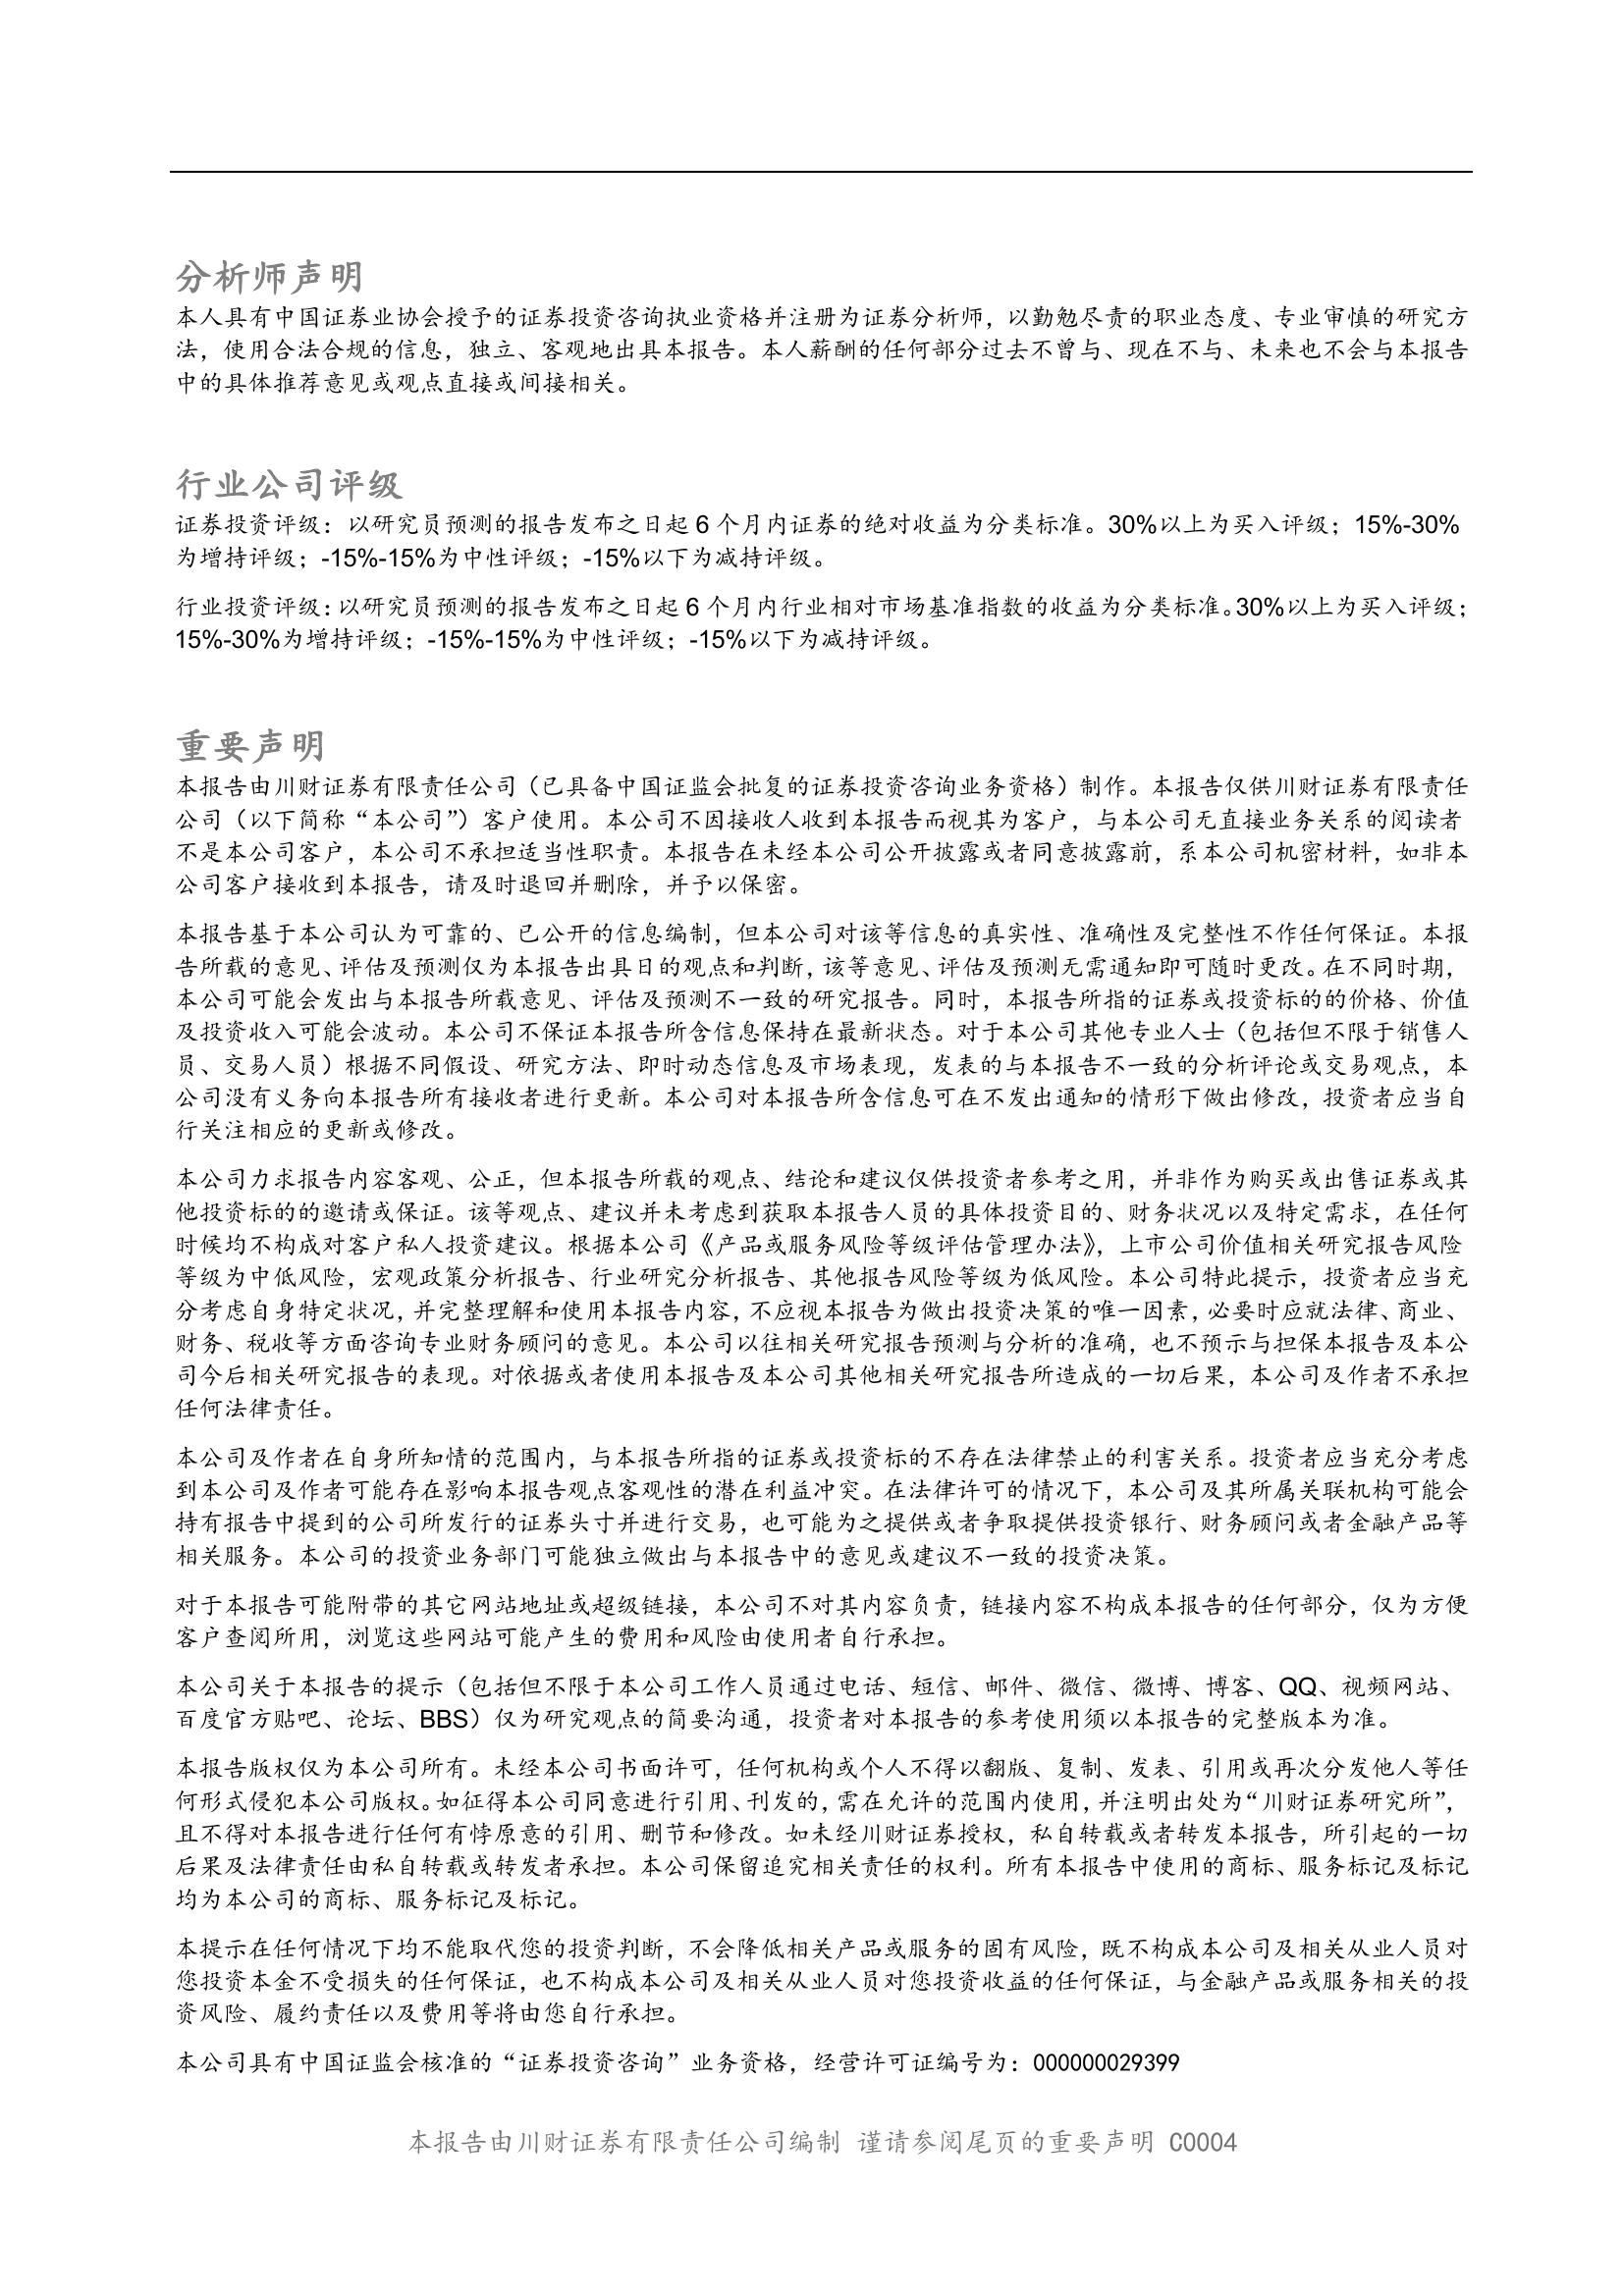 分析师声明
本人具有中国证券业协会授予的证券投资咨询执业资格并注册为证券分析师，以勤勉尽责的职业态度、专业审慎的研究方
法，使用合法合规的信息，独立、客观地出具本报告。本人薪酬的任何部分过去不曾与、现在不与、未来也不会与本报告
中的具体推荐意见或观点直接或间接相关。
行业公司评级
证券投资评级：以研究员预测的报告发布之日起 6 个月内证券的绝对收益为分类标准。30%以上为买入评级；15%-30%
为增持评级；-15%-15%为中性评级；-15%以下为减持评级。
行业投资评级：以研究员预测的报告发布之日起 6 个月内行业相对市场基准指数的收益为分类标准。30%以上为买入评级；
15%-30%为增持评级；-15%-15%为中性评级；-15%以下为减持评级。
重要声明
本报告由川财证券有限责任公司（已具备中国证监会批复的证券投资咨询业务资格）制作。本报告仅供川财证券有限责任
公司（以下简称“本公司”）客户使用。本公司不因接收人收到本报告而视其为客户，与本公司无直接业务关系的阅读者
不是本公司客户，本公司不承担适当性职责。本报告在未经本公司公开披露或者同意披露前，系本公司机密材料，如非本
公司客户接收到本报告，请及时退回并删除，并予以保密。
本报告基于本公司认为可靠的、已公开的信息编制，但本公司对该等信息的真实性、准确性及完整性不作任何保证。本报
告所载的意见、评估及预测仅为本报告出具日的观点和判断，该等意见、评估及预测无需通知即可随时更改。在不同时期，
本公司可能会发出与本报告所载意见、评估及预测不一致的研究报告。同时，本报告所指的证券或投资标的的价格、价值
及投资收入可能会波动。本公司不保证本报告所含信息保持在最新状态。对于本公司其他专业人士（包括但不限于销售人
员、交易人员）根据不同假设、研究方法、即时动态信息及市场表现，发表的与本报告不一致的分析评论或交易观点，本
公司没有义务向本报告所有接收者进行更新。本公司对本报告所含信息可在不发出通知的情形下做出修改，投资者应当自
行关注相应的更新或修改。
本公司力求报告内容客观、公正，但本报告所载的观点、结论和建议仅供投资者参考之用，并非作为购买或出售证券或其
他投资标的的邀请或保证。该等观点、建议并未考虑到获取本报告人员的具体投资目的、财务状况以及特定需求，在任何
时候均不构成对客户私人投资建议。根据本公司《产品或服务风险等级评估管理办法》，上市公司价值相关研究报告风险
等级为中低风险，宏观政策分析报告、行业研究分析报告、其他报告风险等级为低风险。本公司特此提示，投资者应当充
分考虑自身特定状况，并完整理解和使用本报告内容，不应视本报告为做出投资决策的唯一因素，必要时应就法律、商业、
财务、税收等方面咨询专业财务顾问的意见。本公司以往相关研究报告预测与分析的准确，也不预示与担保本报告及本公
司今后相关研究报告的表现。对依据或者使用本报告及本公司其他相关研究报告所造成的一切后果，本公司及作者不承担
任何法律责任。
本公司及作者在自身所知情的范围内，与本报告所指的证券或投资标的不存在法律禁止的利害关系。投资者应当充分考虑
到本公司及作者可能存在影响本报告观点客观性的潜在利益冲突。在法律许可的情况下，本公司及其所属关联机构可能会
持有报告中提到的公司所发行的证券头寸并进行交易，也可能为之提供或者争取提供投资银行、财务顾问或者金融产品等
相关服务。本公司的投资业务部门可能独立做出与本报告中的意见或建议不一致的投资决策。
对于本报告可能附带的其它网站地址或超级链接，本公司不对其内容负责，链接内容不构成本报告的任何部分，仅为方便
客户查阅所用，浏览这些网站可能产生的费用和风险由使用者自行承担。
本公司关于本报告的提示（包括但不限于本公司工作人员通过电话、短信、邮件、微信、微博、博客、QQ、视频网站、
百度官方贴吧、论坛、BBS）仅为研究观点的简要沟通，投资者对本报告的参考使用须以本报告的完整版本为准。
本报告版权仅为本公司所有。未经本公司书面许可，任何机构或个人不得以翻版、复制、发表、引用或再次分发他人等任
何形式侵犯本公司版权。如征得本公司同意进行引用、刊发的，需在允许的范围内使用，并注明出处为“川财证券研究所”，
且不得对本报告进行任何有悖原意的引用、删节和修改。如未经川财证券授权，私自转载或者转发本报告，所引起的一切
后果及法律责任由私自转载或转发者承担。本公司保留追究相关责任的权利。所有本报告中使用的商标、服务标记及标记
均为本公司的商标、服务标记及标记。
本提示在任何情况下均不能取代您的投资判断，不会降低相关产品或服务的固有风险，既不构成本公司及相关从业人员对
您投资本金不受损失的任何保证，也不构成本公司及相关从业人员对您投资收益的任何保证，与金融产品或服务相关的投
资风险、履约责任以及费用等将由您自行承担。
本公司具有中国证监会核准的“证券投资咨询”业务资格，经营许可证编号为：000000029399
本报告由川财证券有限责任公司编制 谨请参阅尾页的重要声明 C0004